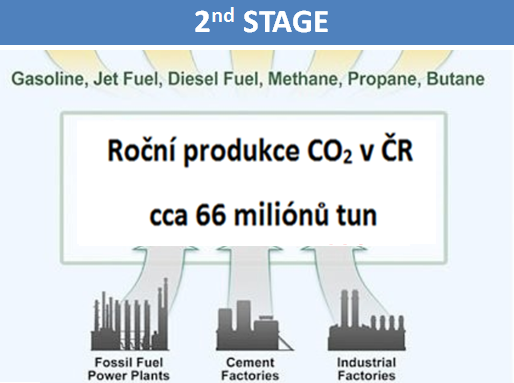 2nd STAGE
Gasoline, Jet Fuel, Diesel Fuel, Methane, Propane, Butane
Roční produkce CO₂ v ČR
cca 66 miliónů tun
Fossil Fuel
Power Plants
Cement
Factories
Industrial
Factories